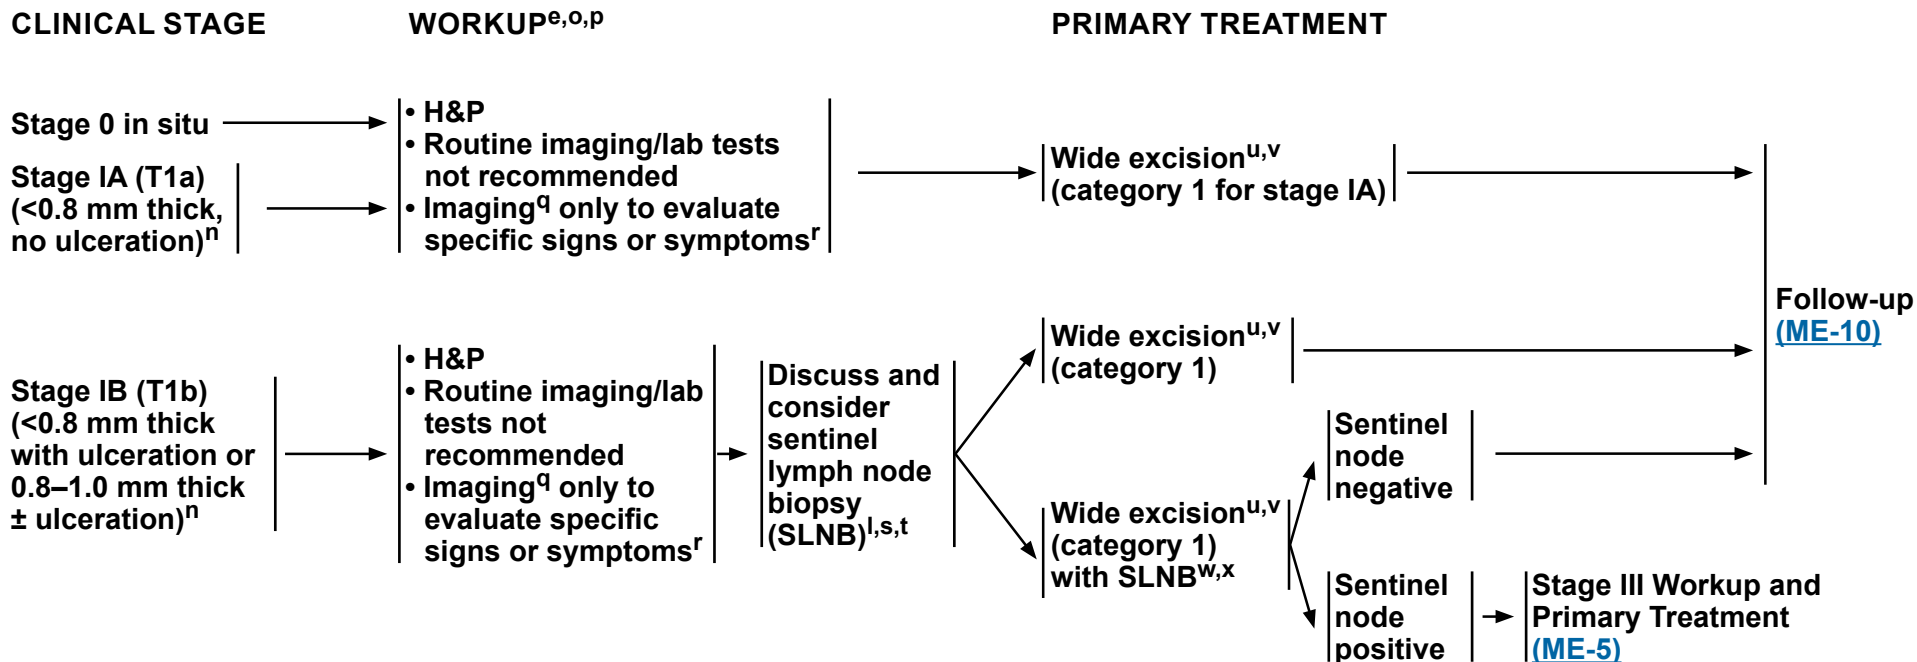 CLINICAL STAGE
WORKUPe,o,p
PRIMARY TREATMENT
Stage 0 in situ
Stage IA (T1a)
(<0.8 mm thick,
no ulceration)n
• H&P
• Routine imaging/lab tests
not recommended
• Imagingq only to evaluate
specific signs or symptomsr
Wide excisionu,v
(category 1 for stage IA)
Stage IB (T1b)
(<0.8 mm thick
with ulceration or
0.8–1.0 mm thick
± ulceration)n
• H&P
• Routine imaging/lab
tests not
recommended
• Imagingq only to
evaluate specific
signs or symptomsr
Discuss and
consider
sentinel
lymph node
biopsy
(SLNB)l,s,t
Wide excisionu,v
(category 1)
Wide excisionu,v
(category 1)
with SLNBw,x
Sentinel
node
negative
Sentinel
node
positive
Stage III Workup and
Primary Treatment
(ME-5)
Follow-up
(ME-10)